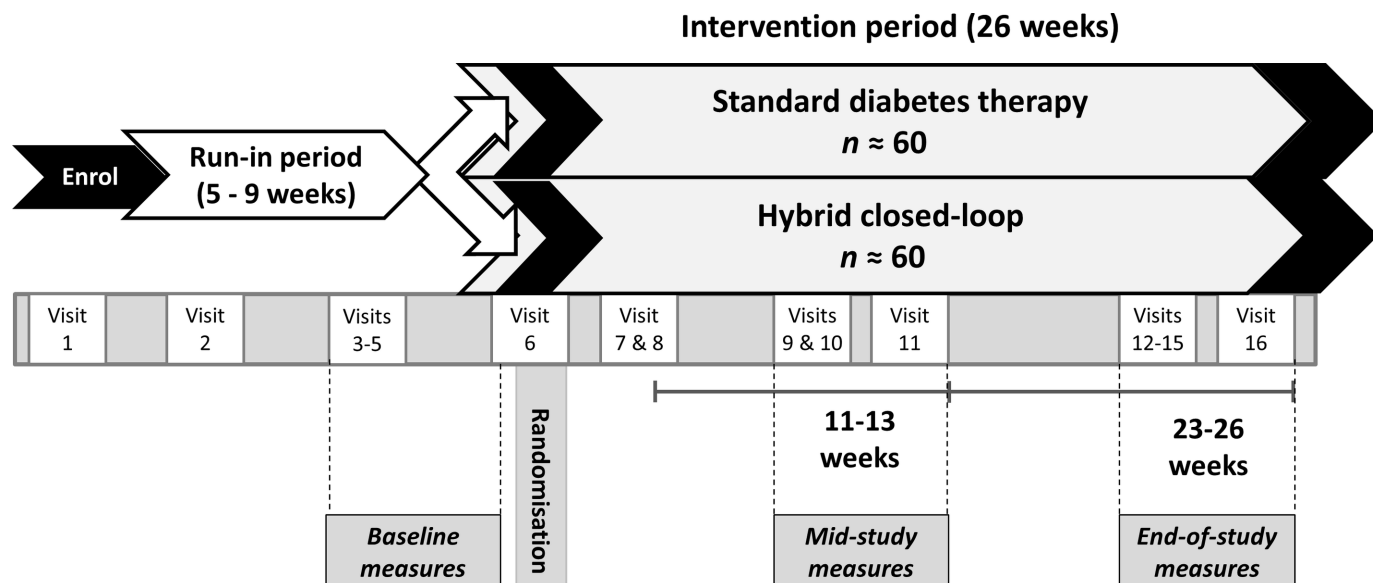 Intervention period (26 weeks)
Standard diabetes therapy
n ≈ 60
Enrol
Run-in period
(5 - 9 weeks)
Hybrid closed-loop
n ≈ 60
Visit
1
Visit
2
Visits
3-5
Visit
6
Visit
7 & 8
Visits
9 & 10
Visit
11
Visits
12-15
Visit
16
Randomisation
11-13
weeks
23-26
weeks
Baseline
measures
Mid-study
measures
End-of-study
measures